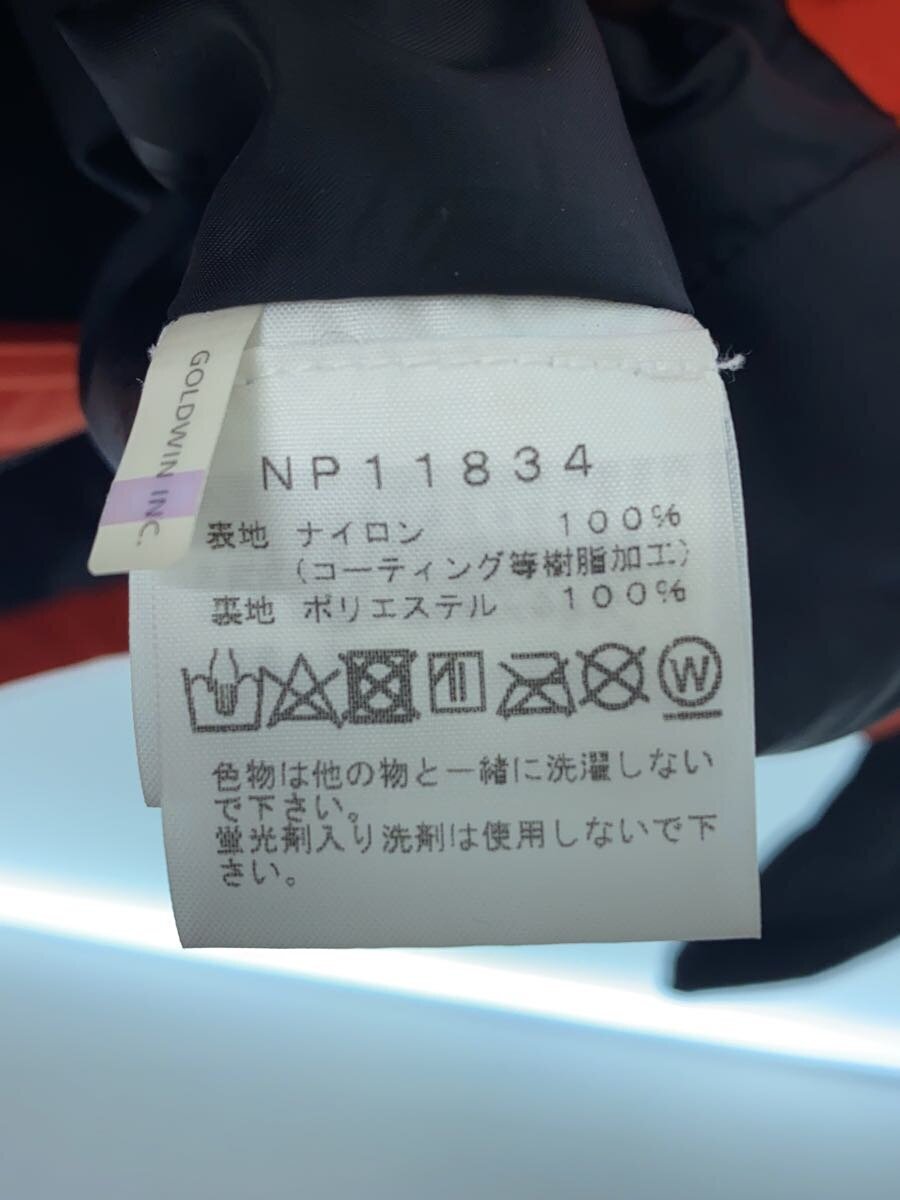 GOLDWIN INC.
NP11834
表地 ナイロン 100%
(コーティング等樹脂加工)
裏地 ポリエステル 100%
W
色物は他の物と一緒に洗濯しない
で下さい。
蛍光剤入り洗剤は使用しないで下
さい。